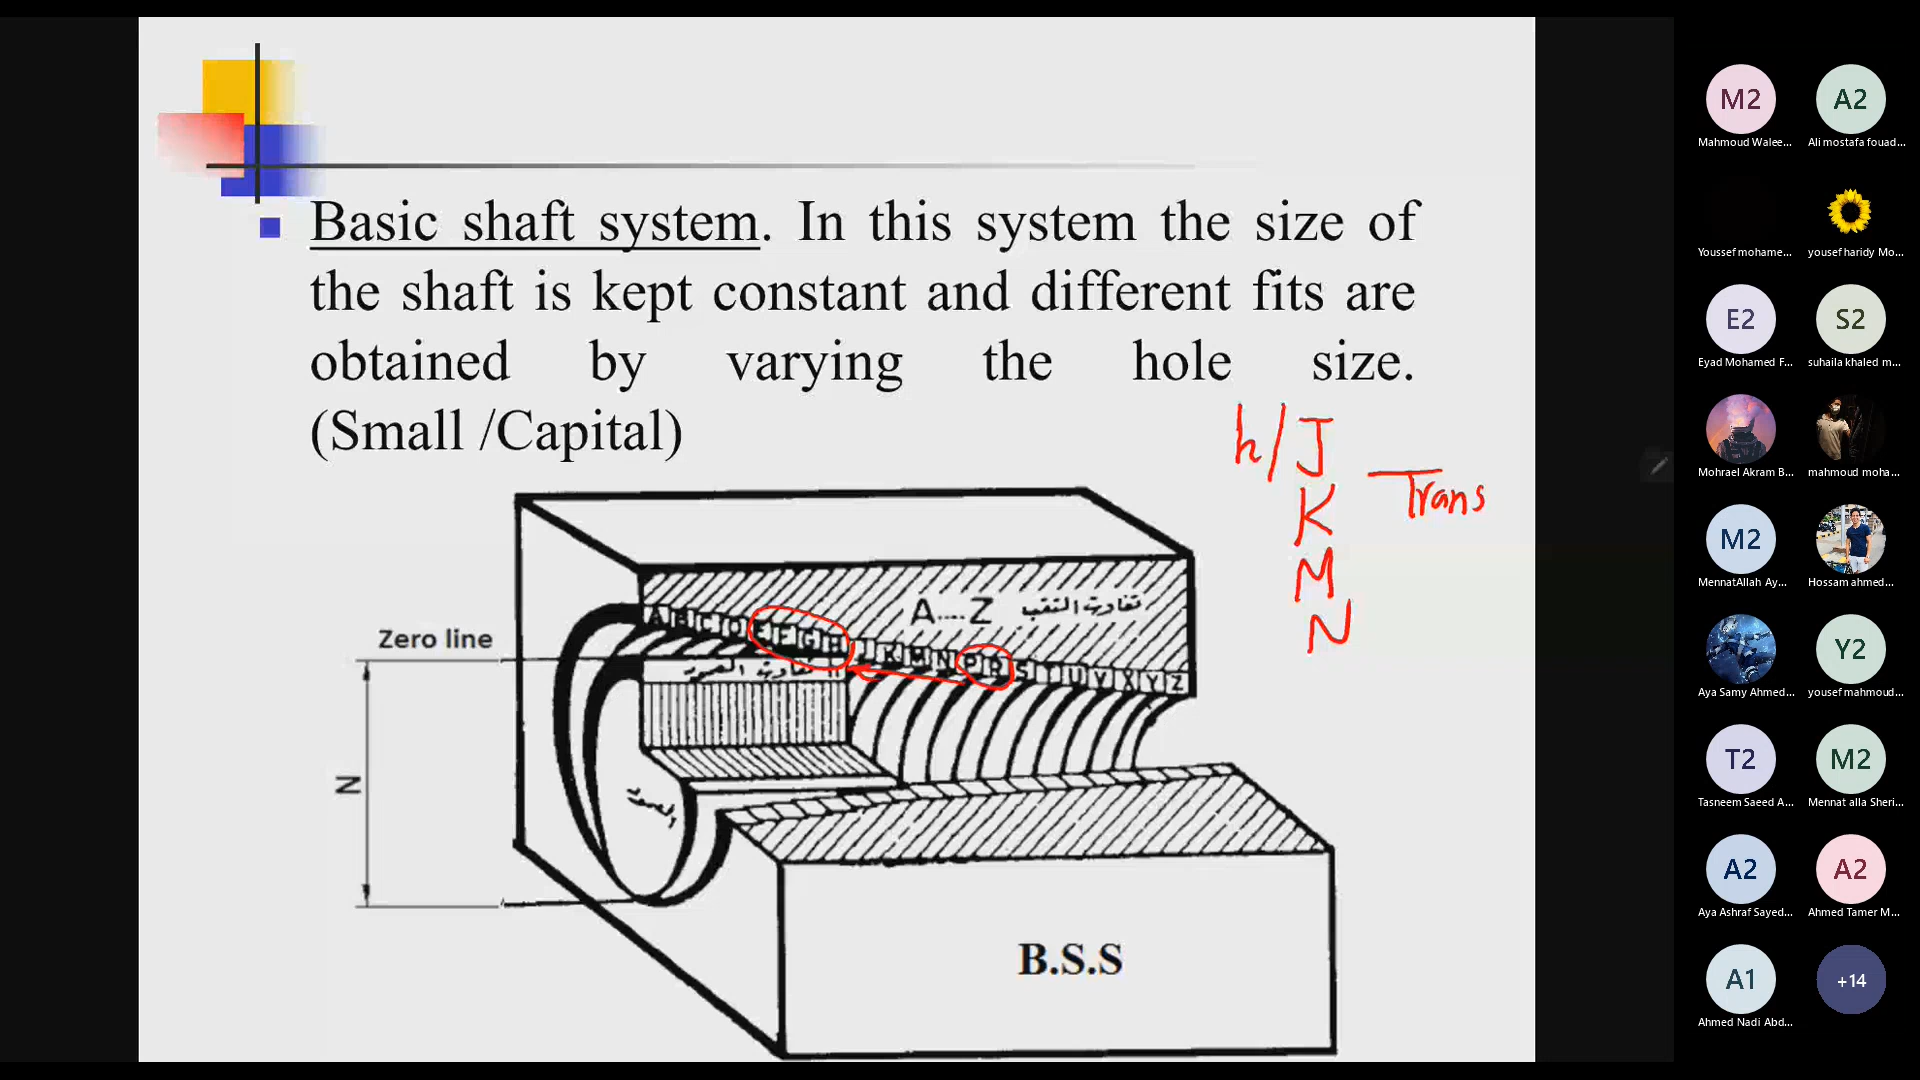 Basic shaft system. In this system the size of
the shaft is kept constant and different fits are
obtained by varying the hole size.
(Small /Capital)
h/J
K
M
N
Trans
A....Z تفاوت الثقب
A B C D E F G H J K M N P R S T U V X Y Z
Zero line
N
B.S.S
M2
A2
Mahmoud Walee...
Ali mostafa fouad...
Youssef mohame...
yousef haridy Mo...
E2
S2
Eyad Mohamed F...
suhaila khaled m...
Mohrael Akram B...
mahmoud moha...
M2
MennatAllah Ay...
Hossam ahmed...
Y2
Aya Samy Ahmed...
yousef mahmoud...
T2
M2
Tasneem Saeed A...
Mennat alla Sheri...
A2
A2
Aya Ashraf Sayed...
Ahmed Tamer M...
A1
+14
Ahmed Nadi Abd...